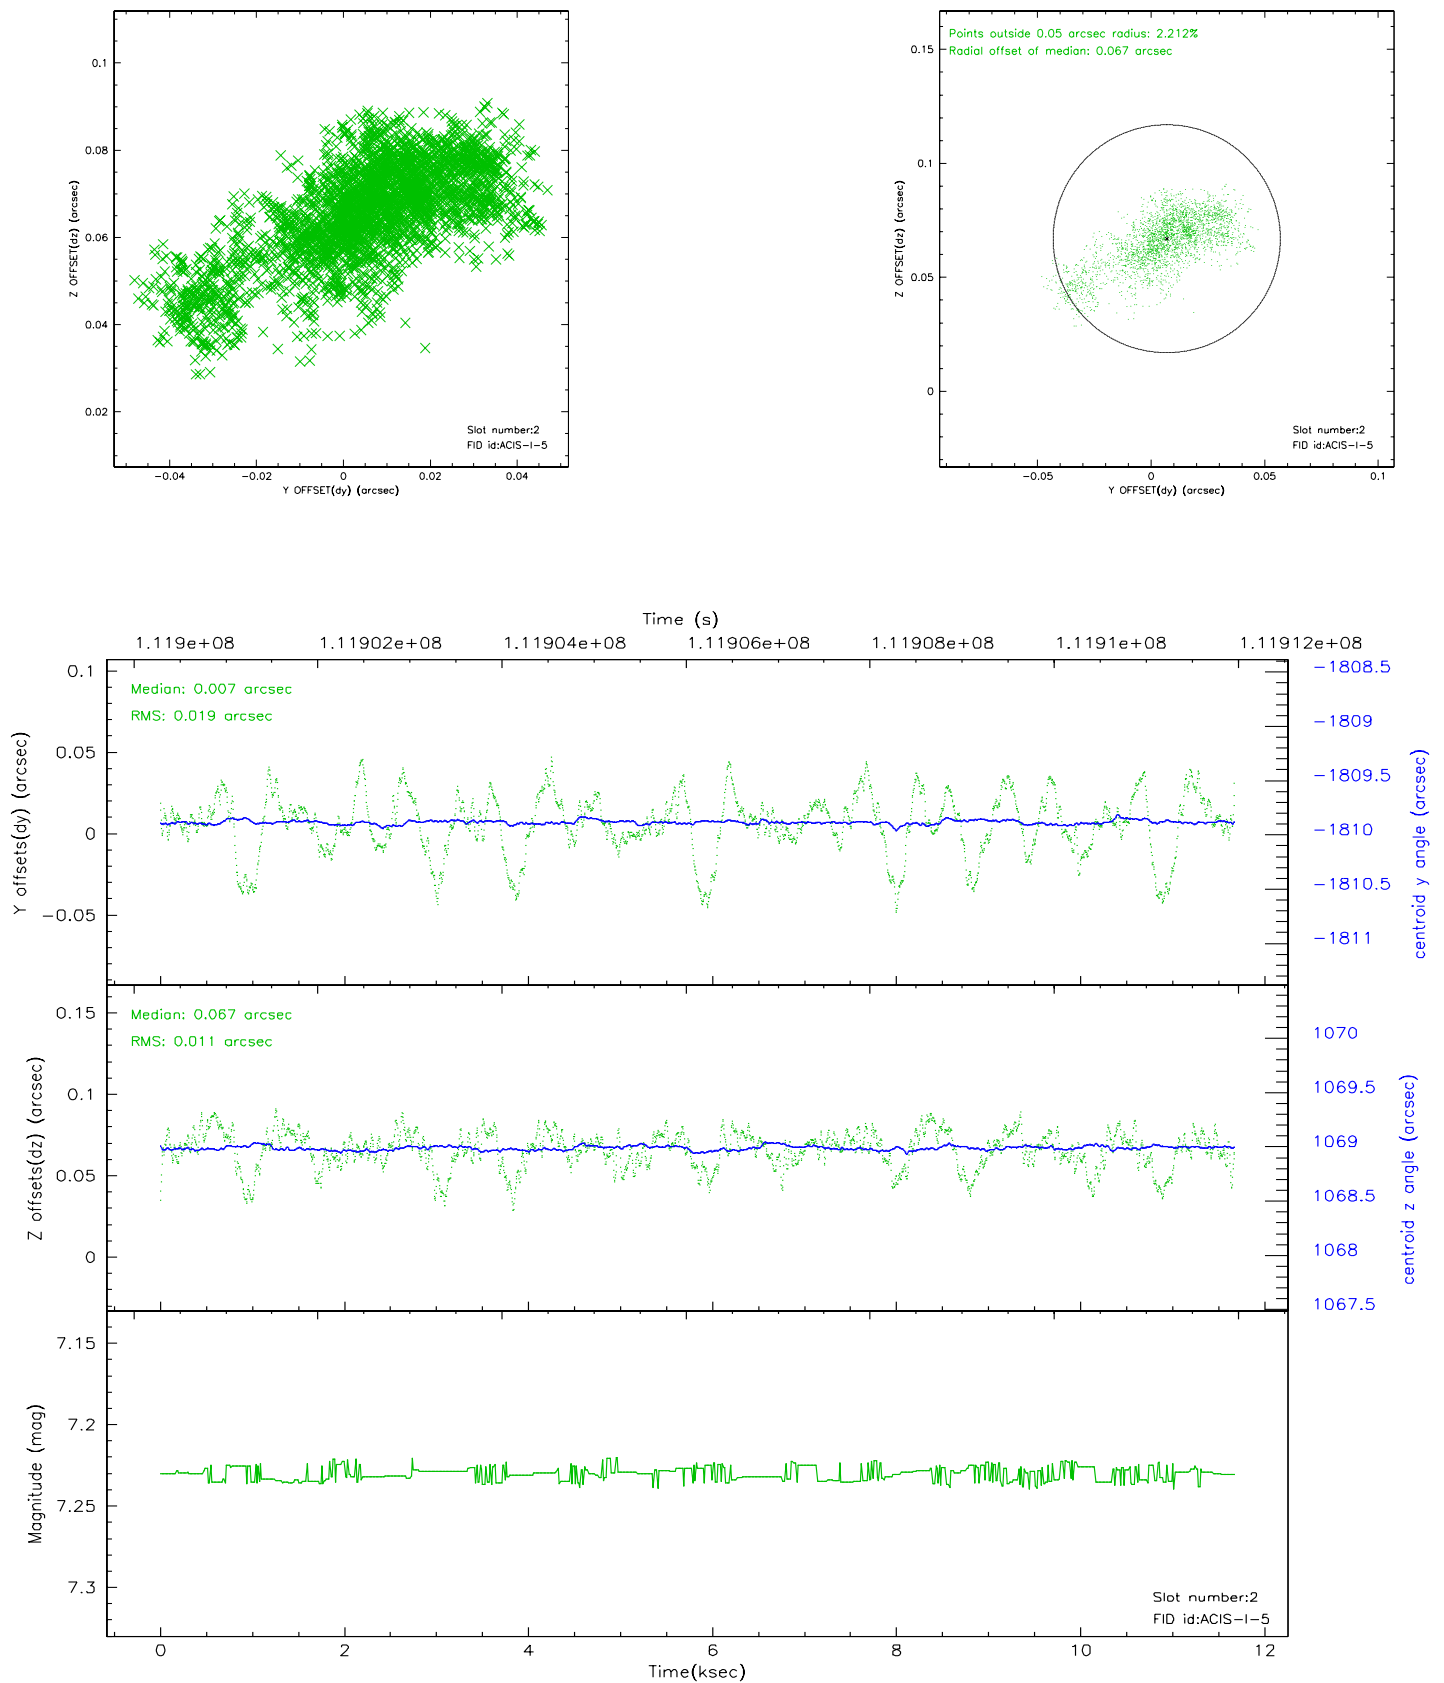 0.1
0.08
0.06
0.04
0.02
Z OFFSET(dz) (arcsec)
-0.04
-0.02
0
0.02
0.04
Y OFFSET(dy) (arcsec)
Slot number:2
FID id:ACIS-I-5
Points outside 0.05 arcsec radius: 2.212%
Radial offset of median: 0.067 arcsec
0.15
0.1
0.05
0
Z OFFSET(dz) (arcsec)
-0.05
0
0.05
0.1
Y OFFSET(dy) (arcsec)
Slot number:2
FID id:ACIS-I-5
Time (s)
1.119e+08
1.11902e+08
1.11904e+08
1.11906e+08
1.11908e+08
1.1191e+08
1.11912e+08
Median: 0.007 arcsec
RMS: 0.019 arcsec
0.1
0.05
0
-0.05
Y offsets(dy) (arcsec)
-1808.5
-1809
-1809.5
-1810
-1810.5
-1811
centroid y angle (arcsec)
Median: 0.067 arcsec
RMS: 0.011 arcsec
0.15
0.1
0.05
0
Z offsets(dz) (arcsec)
1070
1069.5
1069
1068.5
1068
1067.5
centroid z angle (arcsec)
7.15
7.2
7.25
7.3
Magnitude (mag)
Slot number:2
FID id:ACIS-I-5
0
2
4
6
8
10
12
Time(ksec)